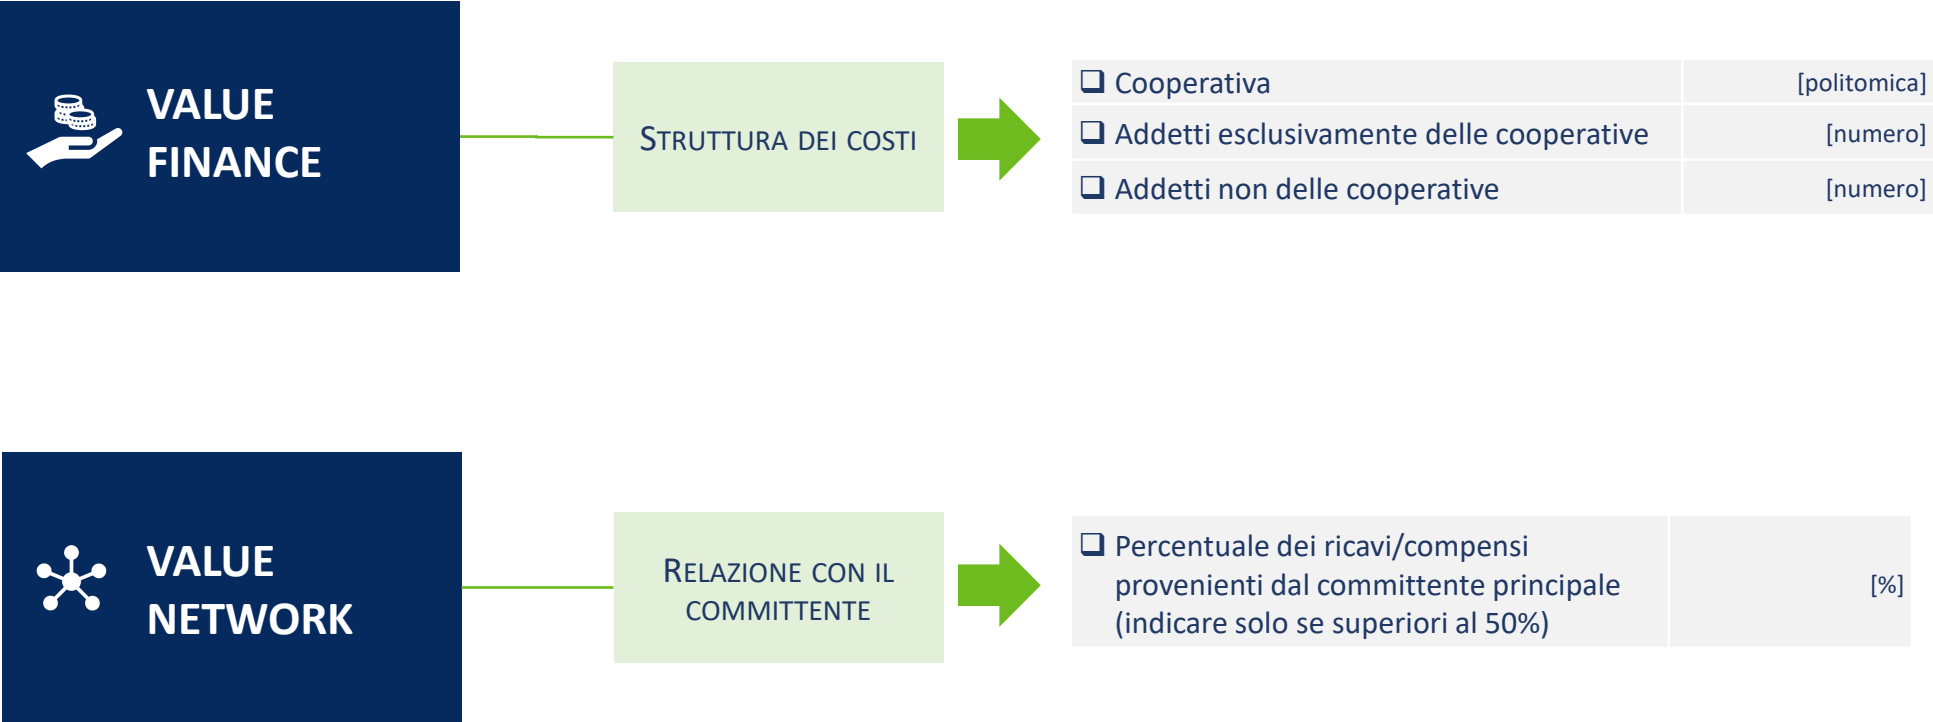 VALUE
FINANCE
STRUTTURA DEI COSTI
Cooperativa [politomica]
Addetti esclusivamente delle cooperative [numero]
Addetti non delle cooperative [numero]
VALUE
NETWORK
RELAZIONE CON IL
COMMITTENTE
Percentuale dei ricavi/compensi
provenienti dal committente principale [%]
(indicare solo se superiori al 50%)